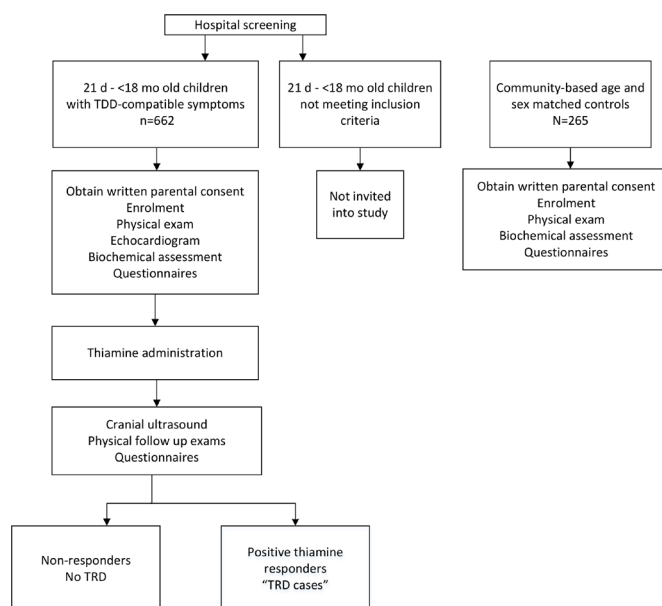 Hospital screening
21 d - <18 mo old children
with TDD-compatible symptoms
n=662
21 d - <18 mo old children
not meeting inclusion
criteria
Community-based age and
sex matched controls
N=265
Obtain written parental consent
Enrolment
Physical exam
Echocardiogram
Biochemical assessment
Questionnaires
Not invited
into study
Obtain written parental consent
Enrolment
Physical exam
Biochemical assessment
Questionnaires
Thiamine administration
Cranial ultrasound
Physical follow up exams
Questionnaires
Non-responders
No TRD
Positive thiamine
responders
“TRD cases”